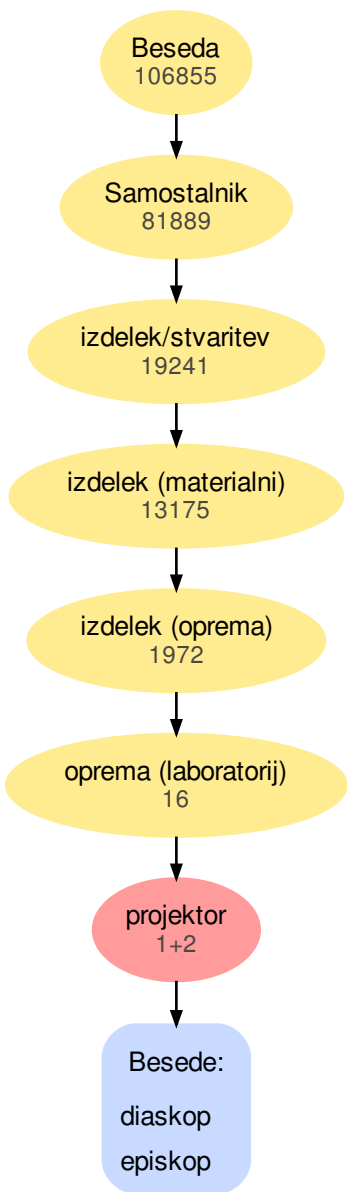 Beseda
106855
Samostalnik
81889
izdelek/stvaritev
19241
izdelek (materialni)
13175
izdelek (oprema)
1972
oprema (laboratorij)
16
projektor
1+2
Besede:
diaskop
episkop